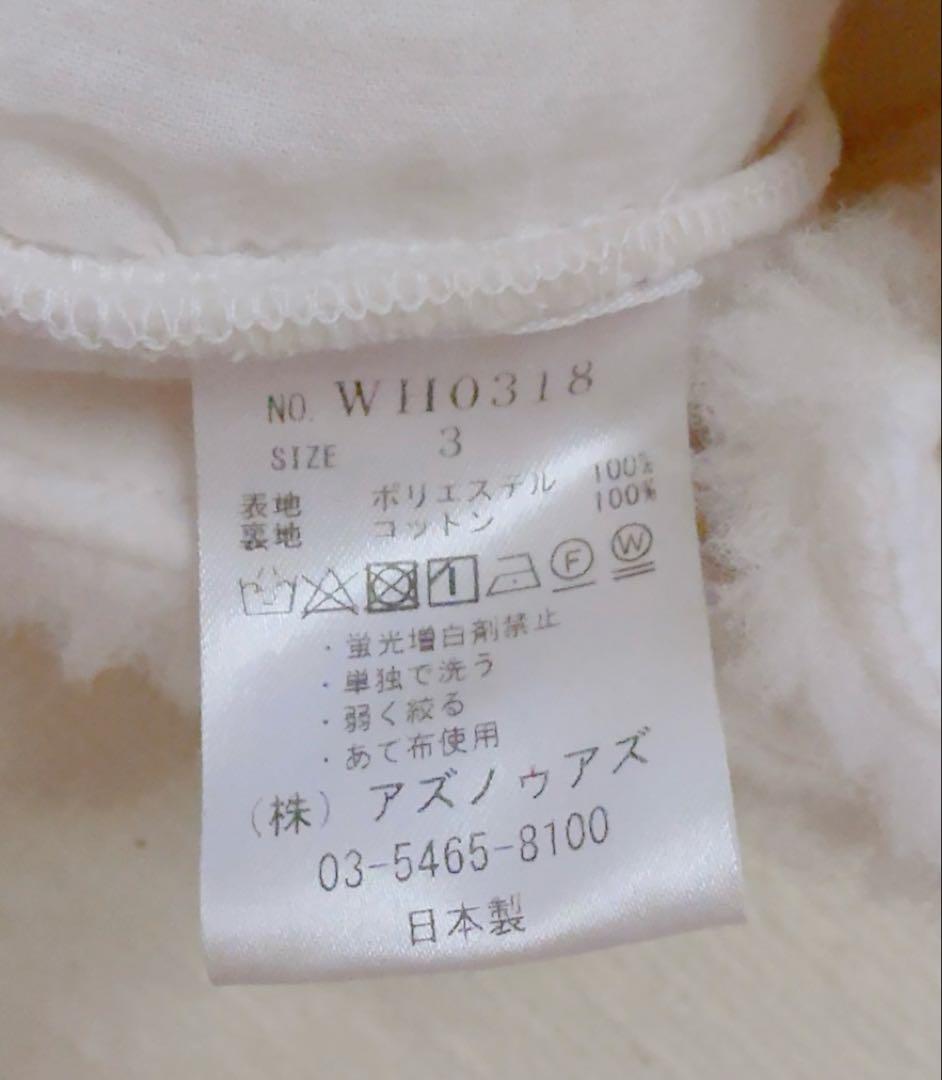 NO. WH0318
SIZE 3
表地 ポリエステル 100%
裏地 コットン 100%
F W
・蛍光増白剤禁止
・単独で洗う
・弱く絞る
・あて布使用
(株) アズノゥアズ
03-5465-8100
日本製